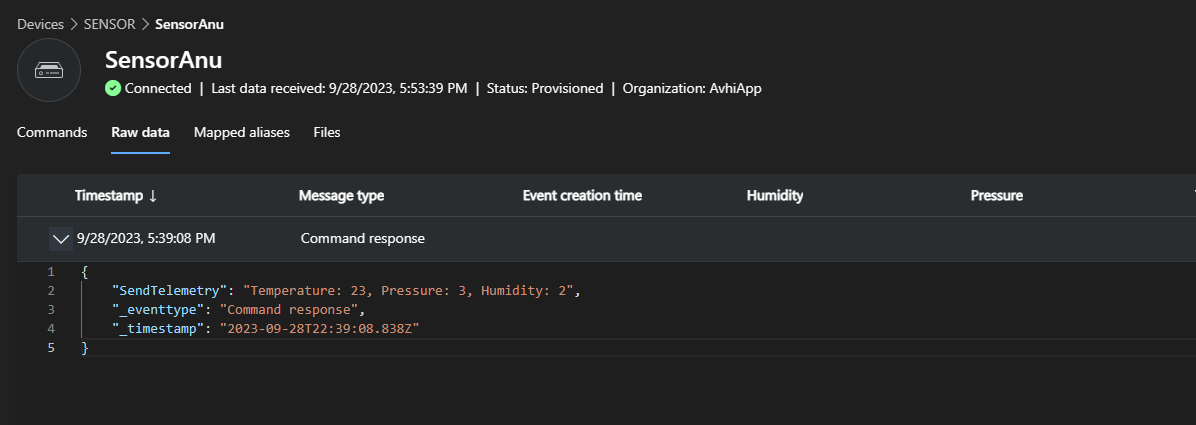 Devices > SENSOR > SensorAnu
SensorAnu
Connected | Last data received: 9/28/2023, 5:53:39 PM | Status: Provisioned | Organization: AvhiApp
Commands Raw data Mapped aliases Files
Timestamp ↓ Message type Event creation time Humidity Pressure
9/28/2023, 5:39:08 PM Command response
1 {
2 "SendTelemetry": "Temperature: 23, Pressure: 3, Humidity: 2",
3 "_eventtype": "Command response",
4 "_timestamp": "2023-09-28T22:39:08.838Z"
5 }